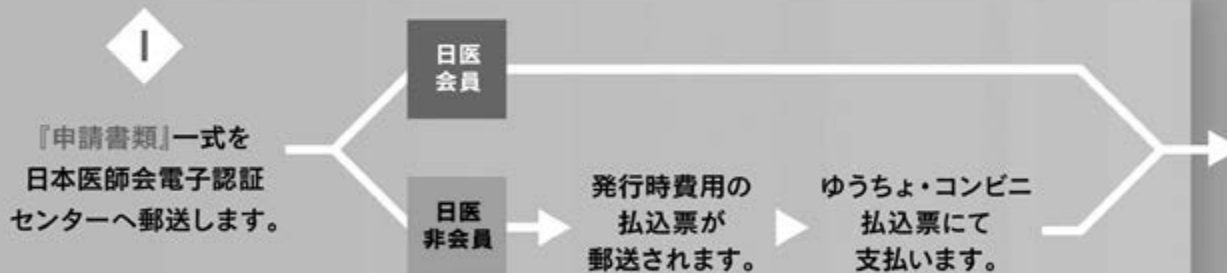 1
『申請書類』一式を
日本医師会電子認証
センターへ郵送します。
日医
会員
日医
非会員
発行時費用の
払込票が
郵送されます。
ゆうちょ・コンビニ
払込票にて
支払います。